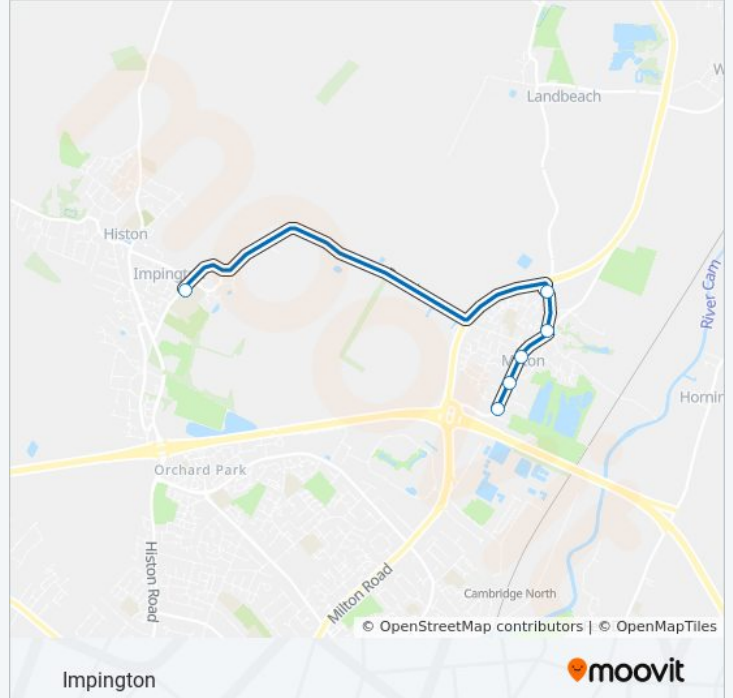 Landbeach
W
Histon
Impingt
River Cam
Milton
Hornin
Orchard Park
Histon Road
Milton Road
Cambridge North
© OpenStreetMap contributors | © OpenMapTiles
Impington
moovit